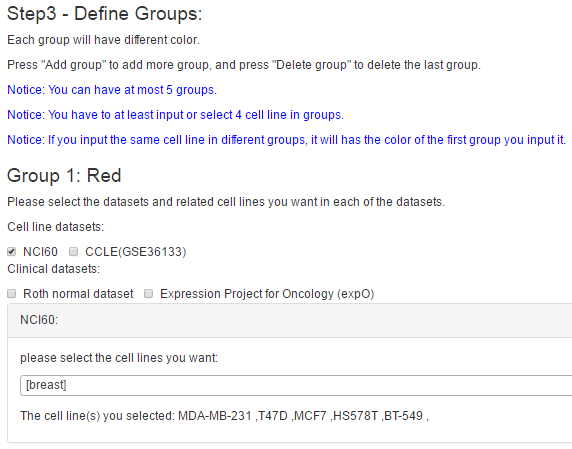 Step3 - Define Groups:
Each group will have different color.
Press "Add group" to add more group, and press "Delete group" to delete the last group.
Notice: You can have at most 5 groups.
Notice: You have to at least input or select 4 cell line in groups.
Notice: If you input the same cell line in different groups, it will has the color of the first group you input it.
Group 1: Red
Please select the datasets and related cell lines you want in each of the datasets.
Cell line datasets:
NCI60 CCLE(GSE36133)
Clinical datasets:
Roth normal dataset Expression Project for Oncology (expO)
NCI60:
please select the cell lines you want:
[breast]
The cell line(s) you selected: MDA-MB-231 ,T47D ,MCF7 ,HS578T ,BT-549 ,